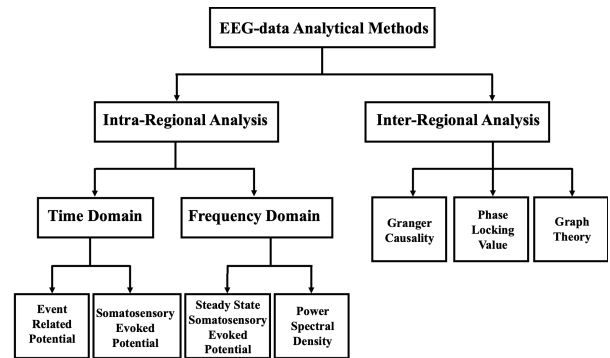 EEG-data Analytical Methods
Intra-Regional Analysis
Inter-Regional Analysis
Time Domain
Frequency Domain
Granger
Causality
Phase
Locking
Value
Graph
Theory
Event
Related
Potential
Somatosensory
Evoked
Potential
Steady State
Somatosensory
Evoked
Potential
Power
Spectral
Density